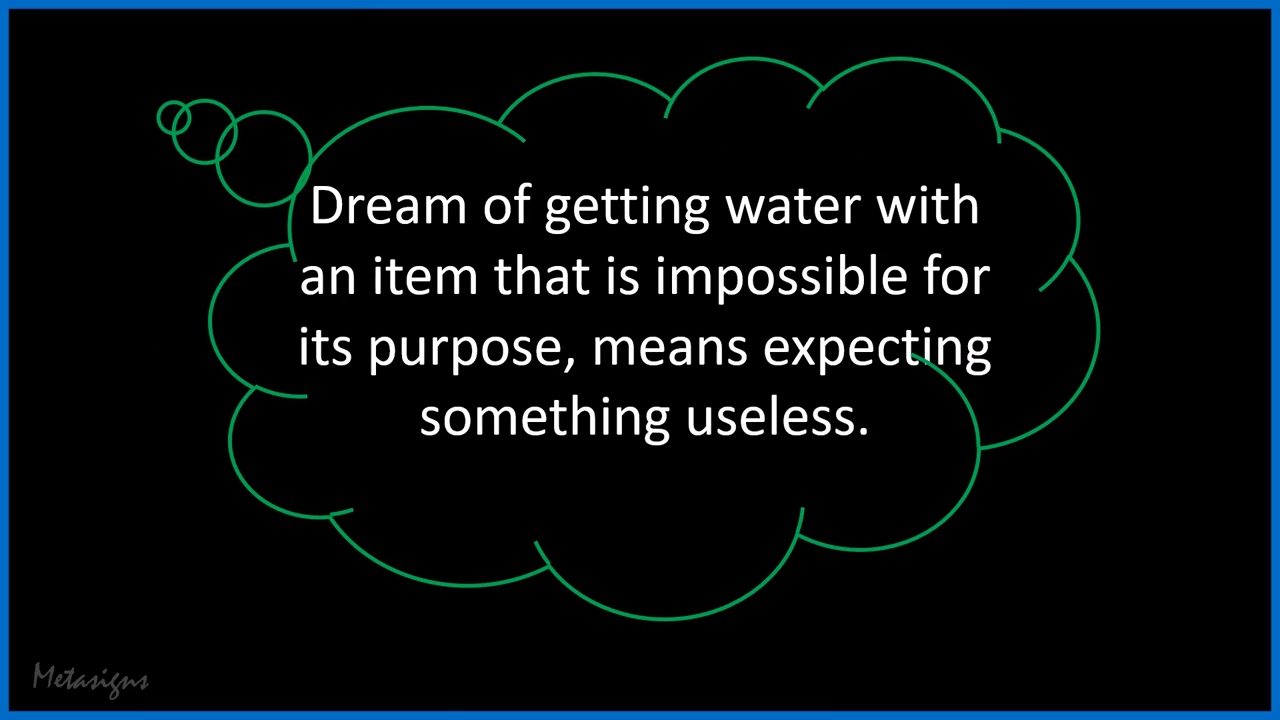 Dream of getting water with
an item that is impossible for
its purpose, means expecting
something useless.
Metasigns